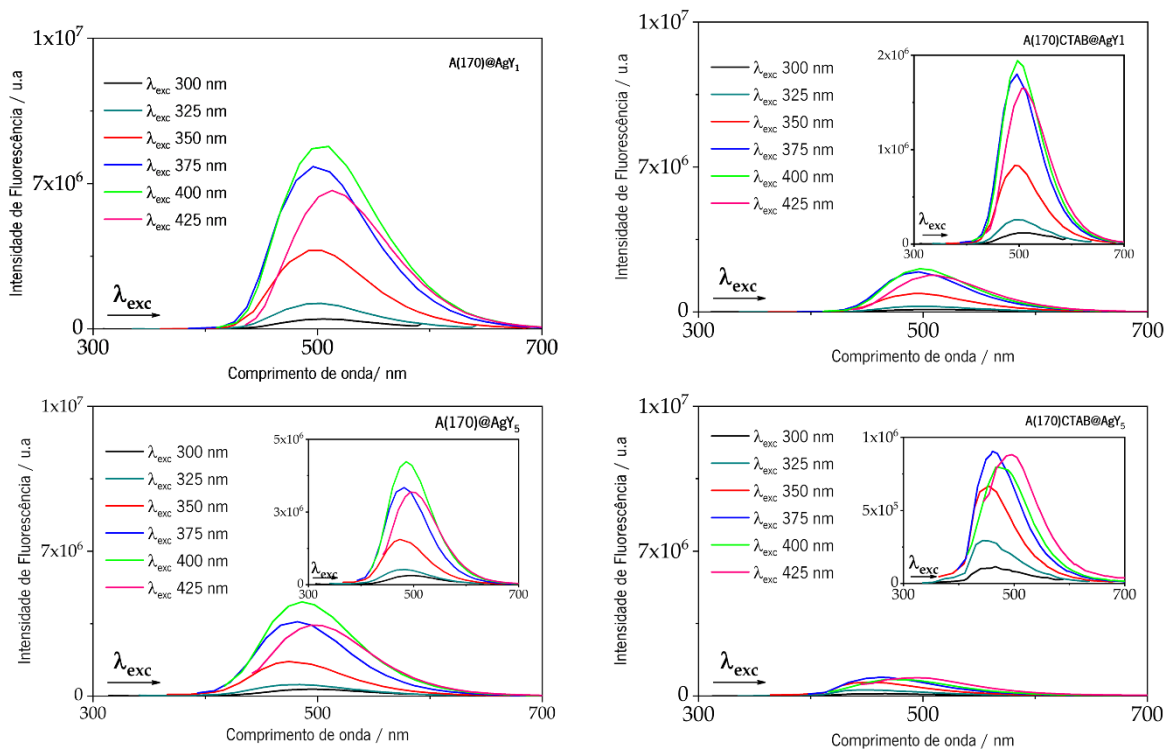 A(170)@AgY₁
Intensidade de Fluorescência / u.a
1x10⁷
7x10⁶
0
λexc 300 nm
λexc 325 nm
λexc 350 nm
λexc 375 nm
λexc 400 nm
λexc 425 nm
λexc
300
500
700
Comprimento de onda/ nm
A(170)CTAB@AgY1
Intensidade de Fluorescência / u.a
1x10⁷
7x10⁶
0
λexc 300 nm
λexc 325 nm
λexc 350 nm
λexc 375 nm
λexc 400 nm
λexc 425 nm
2x10⁶
1x10⁶
0
λexc
300
500
700
λexc
300
500
700
Comprimento de onda / nm
A(170)@AgY₅
Intensidade de Fluorescência / u.a
1x10⁷
7x10⁶
0
λexc 300 nm
λexc 325 nm
λexc 350 nm
λexc 375 nm
λexc 400 nm
λexc 425 nm
5x10⁶
3x10⁶
0
λexc
300
500
700
λexc
300
500
700
Comprimento de onda / nm
A(170)CTAB@AgY₅
Intensidade de Fluorescência / u.a
1x10⁷
7x10⁶
0
λexc 300 nm
λexc 325 nm
λexc 350 nm
λexc 375 nm
λexc 400 nm
λexc 425 nm
1x10⁶
5x10⁵
0
λexc
300
500
700
λexc
300
500
700
Comprimento de onda / nm